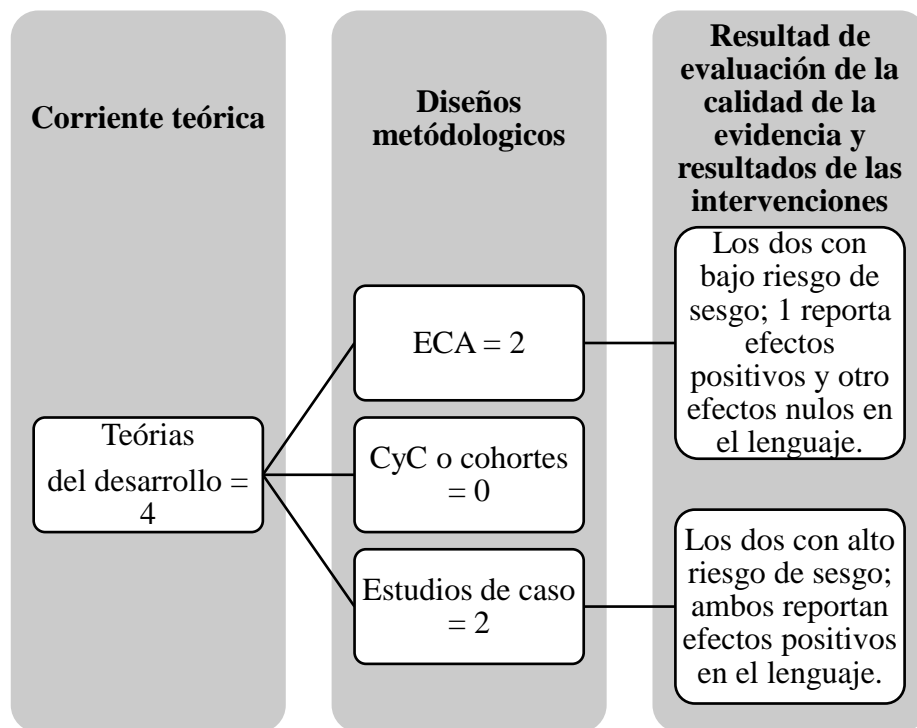 Corriente teórica
Teórias
del desarrollo =
4
Diseños
metódologicos
ECA = 2
CyC o cohortes
= 0
Estudios de caso
= 2
Resultad de
evaluación de la
calidad de la
evidencia y
resultados de las
intervenciones
Los dos con
bajo riesgo de
sesgo; 1 reporta
efectos
positivos y otro
efectos nulos en
el lenguaje.
Los dos con alto
riesgo de sesgo;
ambos reportan
efectos positivos
en el lenguaje.